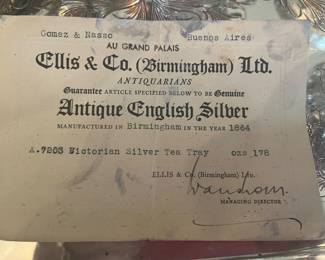 Gomez & Nasso Buenos Aires
AU GRAND PALAIS
Ellis & Co. (Birmingham) Ltd.
ANTIQUARIANS
Guarantee ARTICLE SPECIFIED BELOW TO BE Genuine
Antique English Silver
MANUFACTURED IN Birmingham IN THE YEAR 1864
A.7203 Victorian Silver Tea Tray ozs 178
ELLIS & Co. (BIRMINGHAM) LTD.
MANAGING DIRECTOR